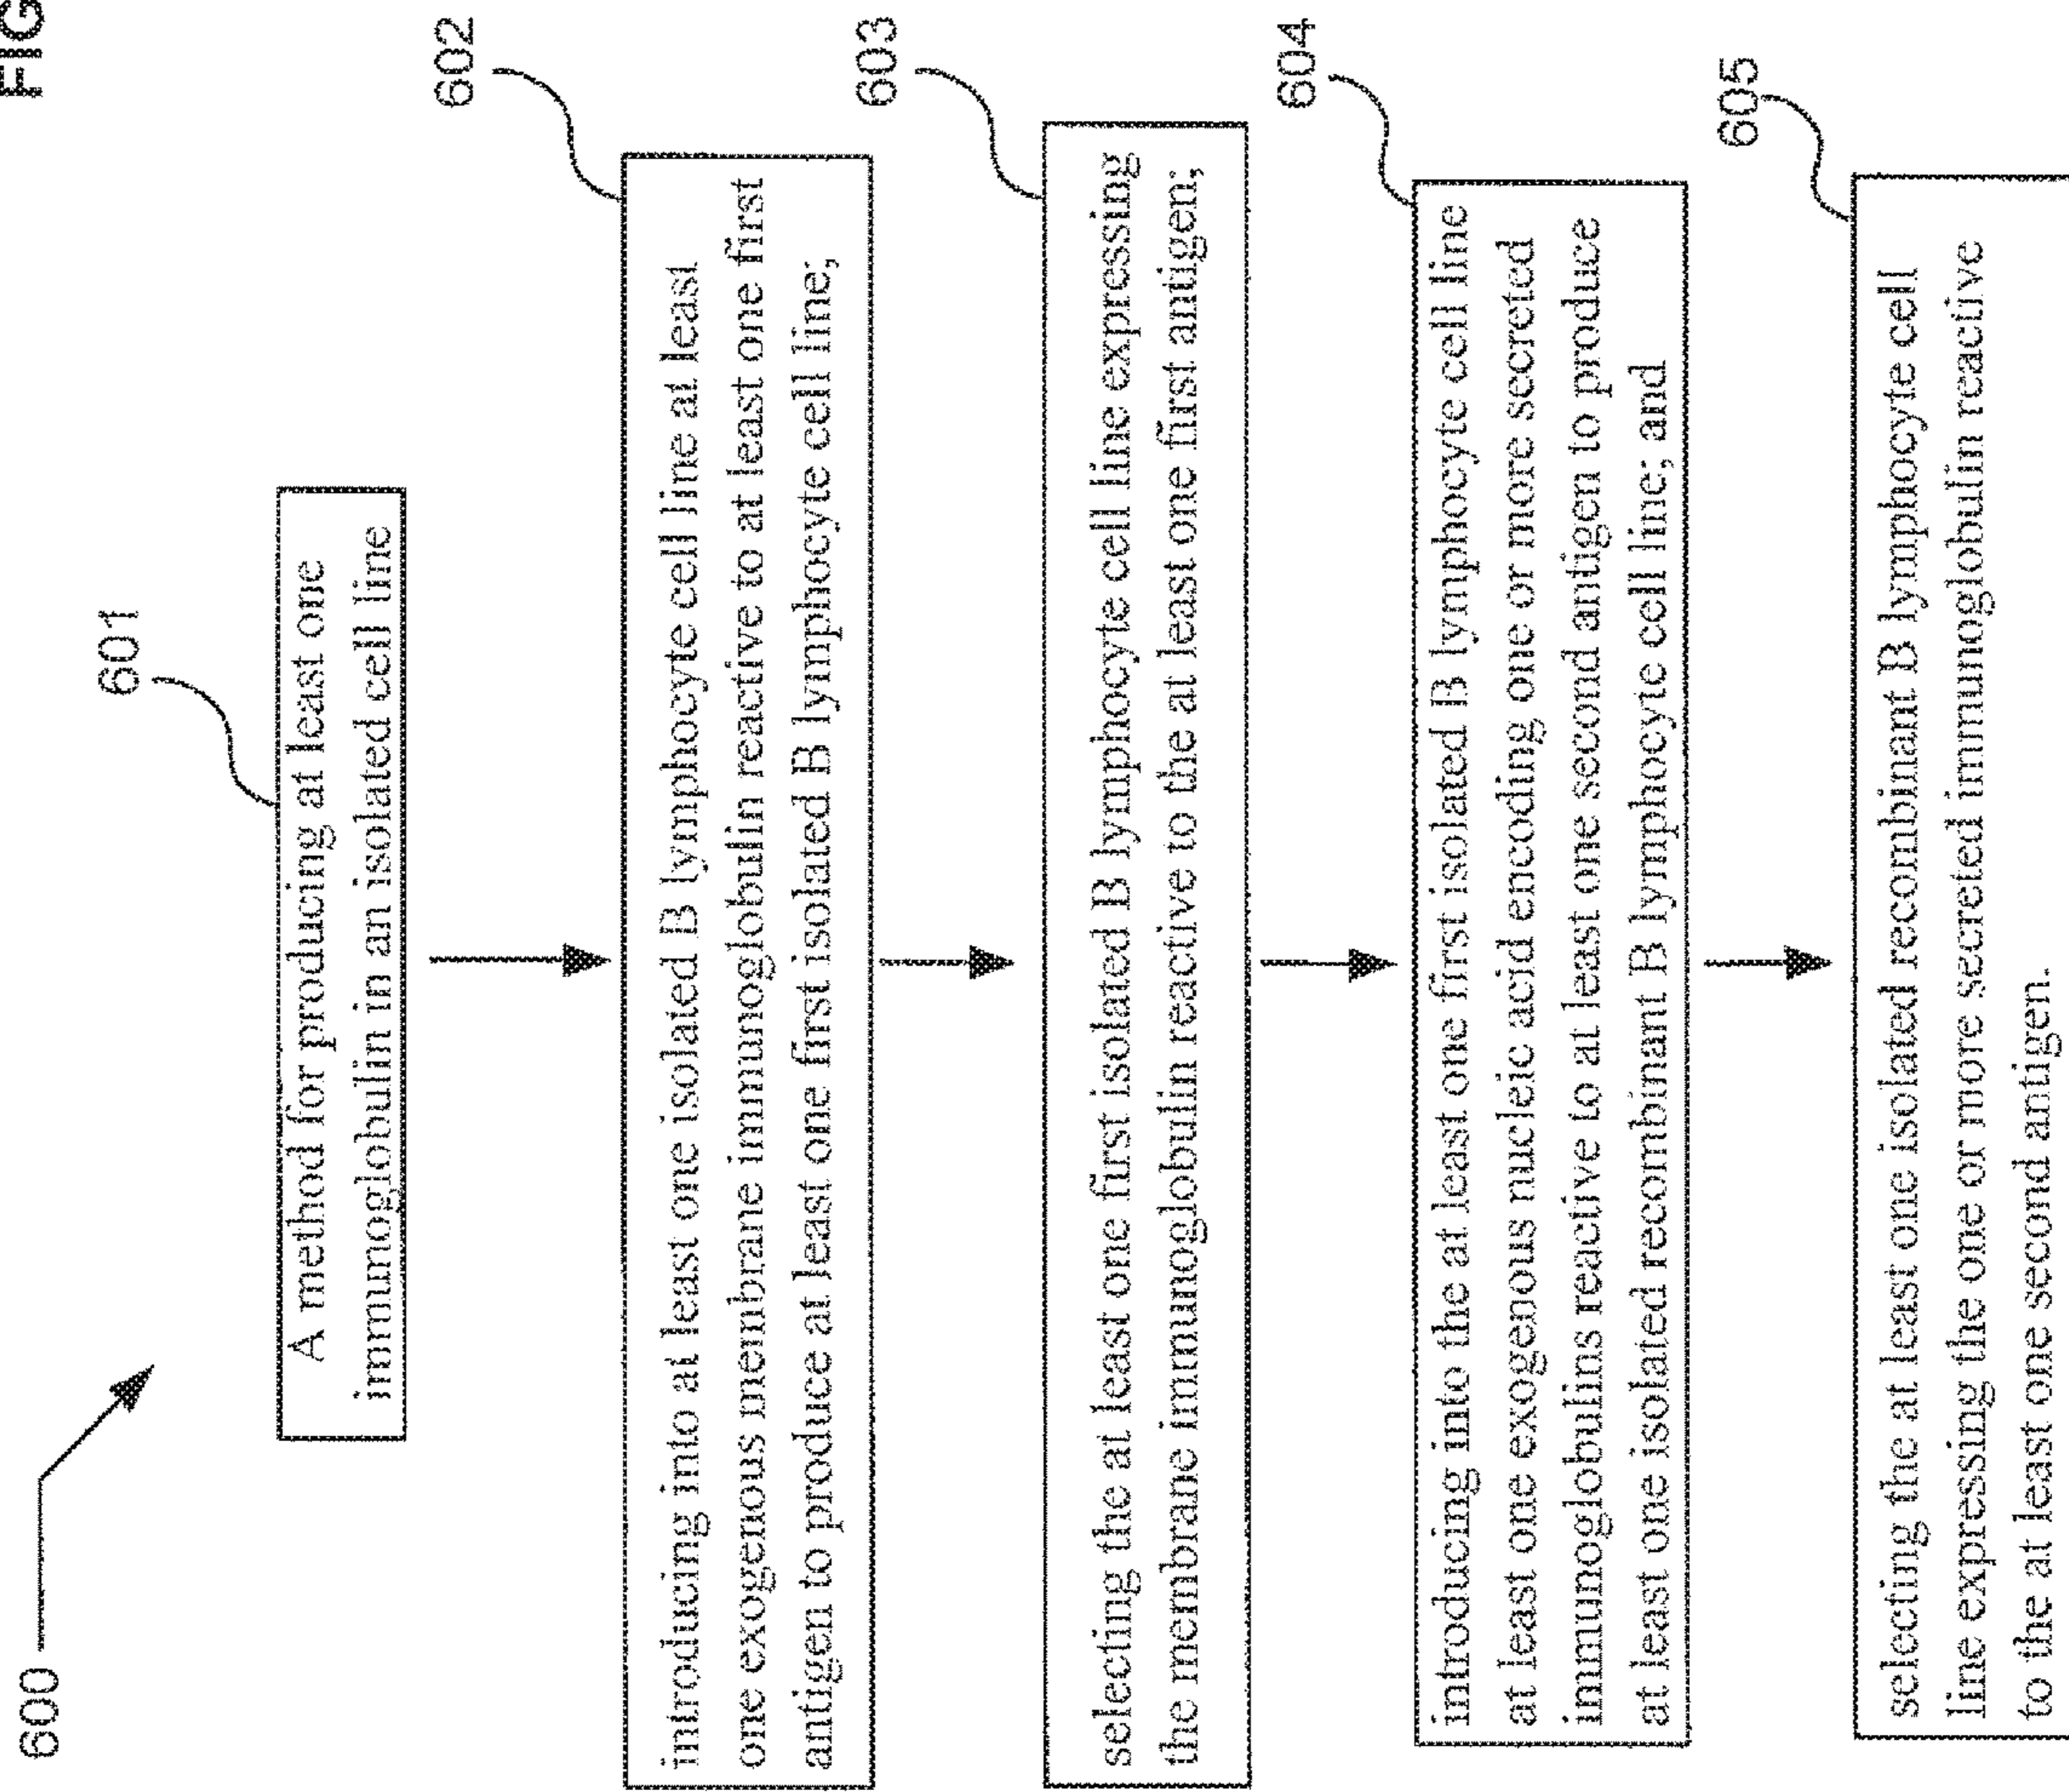 FIG
600
601
A method for producing at least one
immunoglobulin in an isolated cell line
602
introducing into at least one isolated B lymphocyte cell line at least
one exogenous membrane immunoglobulin reactive to at least one first
antigen to produce at least one first isolated B lymphocyte cell line;
603
selecting the at least one first isolated B lymphocyte cell line expressing
the membrane immunoglobulin reactive to the at least one first antigen;
604
introducing into the at least one first isolated B lymphocyte cell line
at least one exogenous nucleic acid encoding one or more secreted
immunoglobulins reactive to at least one second antigen to produce
at least one isolated recombinant B lymphocyte cell line; and
605
selecting the at least one isolated recombinant B lymphocyte cell
line expressing the one or more secreted immunoglobulin reactive
to the at least one second antigen.